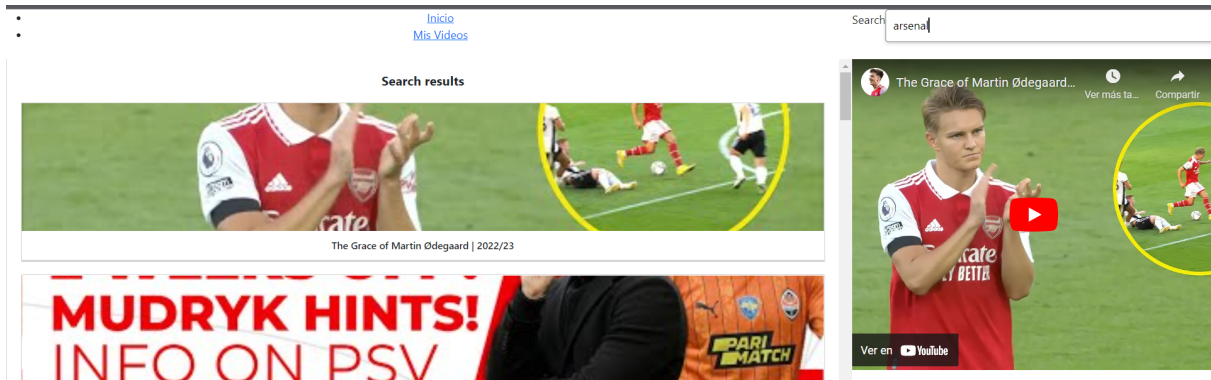 Inicio
Mis Videos
Search
arsenal
Search results
The Grace of Martin Ødegaard | 2022/23
MUDRYK HINTS!
INFO ON PSV
PARI
MATCH
The Grace of Martin Ødegaard...
Ver más ta...
Compartir
Ver en YouTube